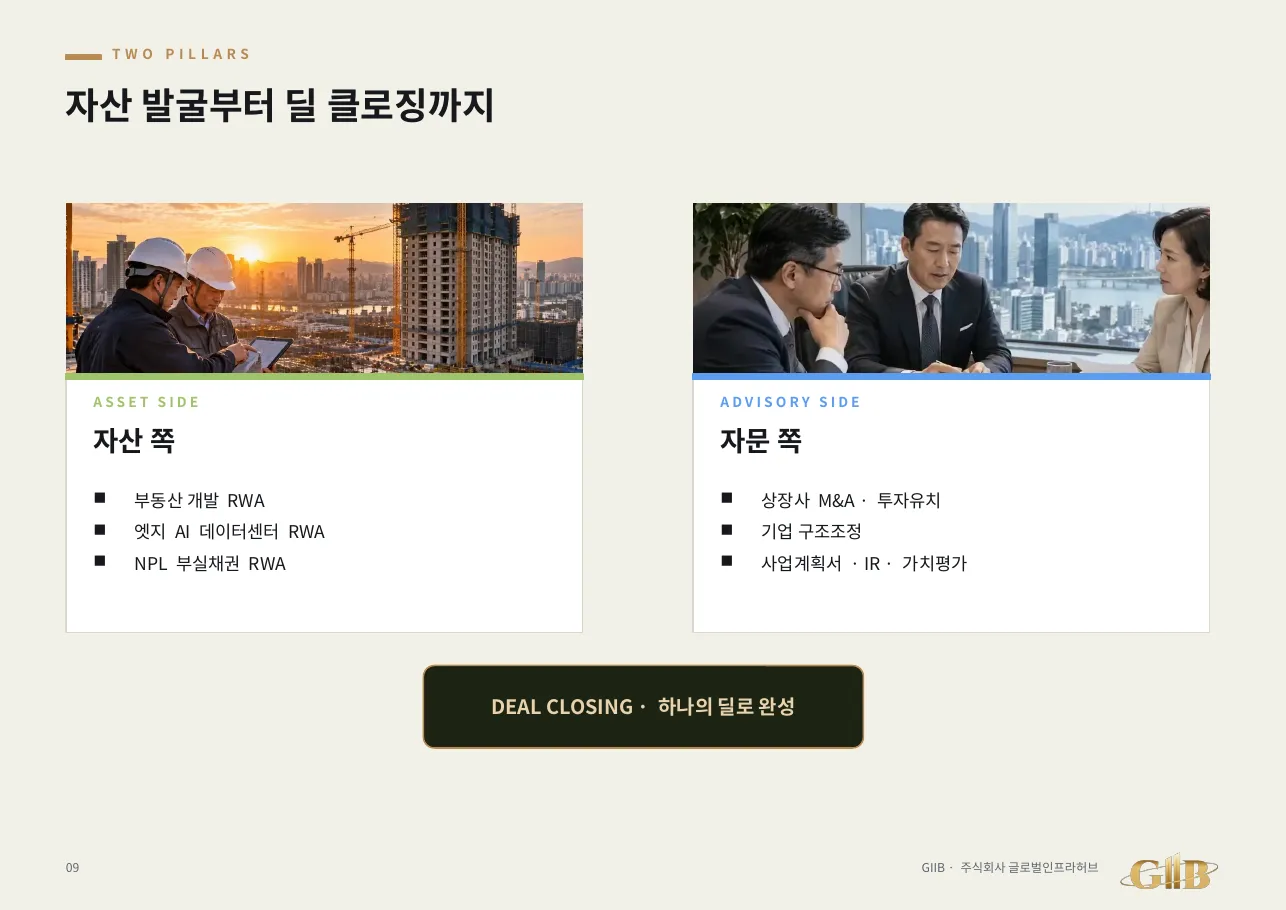 TWO PILLARS
자산 발굴부터 딜 클로징까지
ASSET SIDE
자산 쪽
■ 부동산 개발 RWA
■ 엣지 AI 데이터센터 RWA
■ NPL 부실채권 RWA
ADVISORY SIDE
자문 쪽
■ 상장사 M&A · 투자유치
■ 기업 구조조정
■ 사업계획서 · IR · 가치평가
DEAL CLOSING · 하나의 딜로 완성
09
GIIB · 주식회사 글로벌인프라허브
GIIB